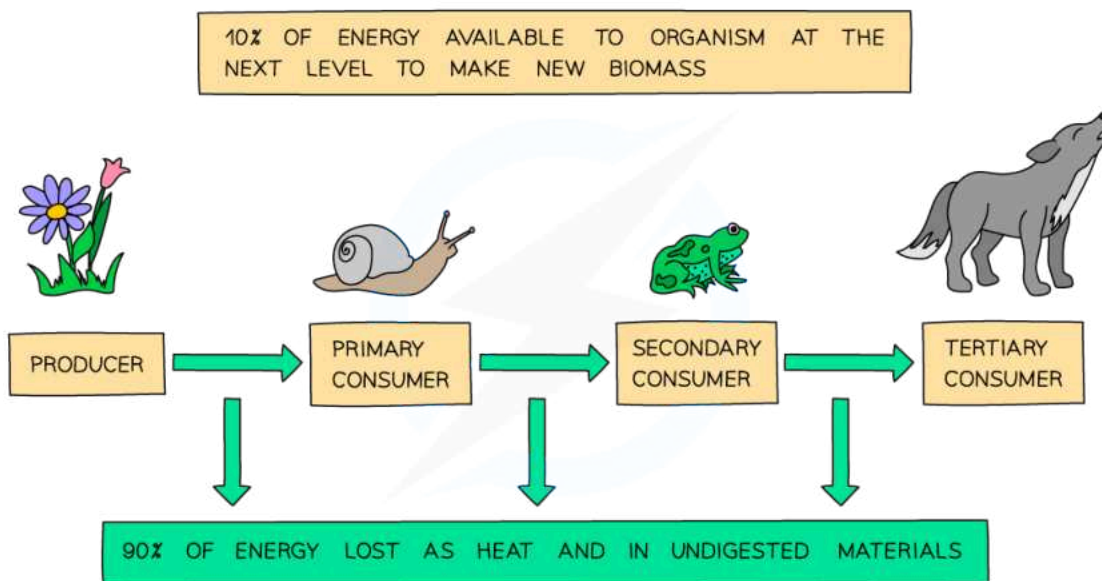 10% OF ENERGY AVAILABLE TO ORGANISM AT THE
NEXT LEVEL TO MAKE NEW BIOMASS
PRODUCER
PRIMARY
CONSUMER
SECONDARY
CONSUMER
TERTIARY
CONSUMER
90% OF ENERGY LOST AS HEAT AND IN UNDIGESTED MATERIALS